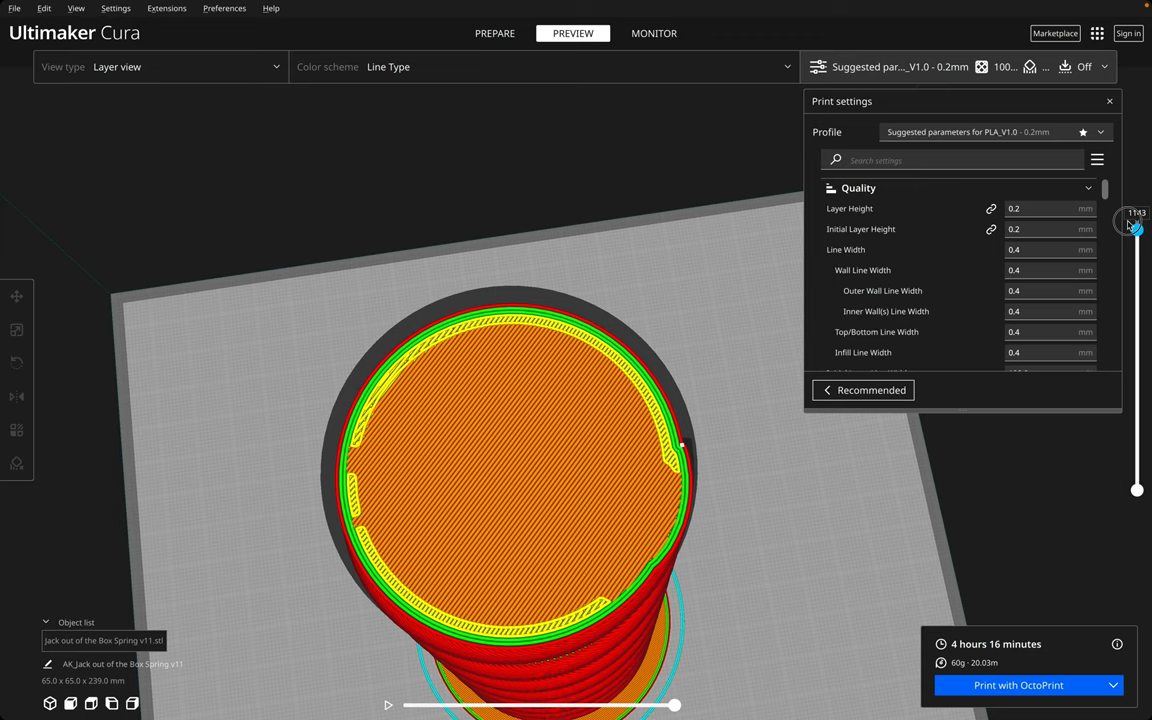 File Edit View Settings Extensions Preferences Help
Ultimaker Cura
PREPARE PREVIEW MONITOR
Marketplace Sign in
View type Layer view
Color scheme Line Type
Suggested par..._V1.0 - 0.2mm 100... ... Off
Print settings
Profile Suggested parameters for PLA_V1.0 - 0.2mm
Search settings
Quality
Layer Height 0.2 mm
Initial Layer Height 0.2 mm
Line Width 0.4 mm
Wall Line Width 0.4 mm
Outer Wall Line Width 0.4 mm
Inner Wall(s) Line Width 0.4 mm
Top/Bottom Line Width 0.4 mm
Infill Line Width 0.4 mm
Recommended
1143
Object list
Jack out of the Box Spring v11.stl
AK_Jack out of the Box Spring v11
65.0 x 65.0 x 239.0 mm
4 hours 16 minutes
60g · 20.03m
Print with OctoPrint